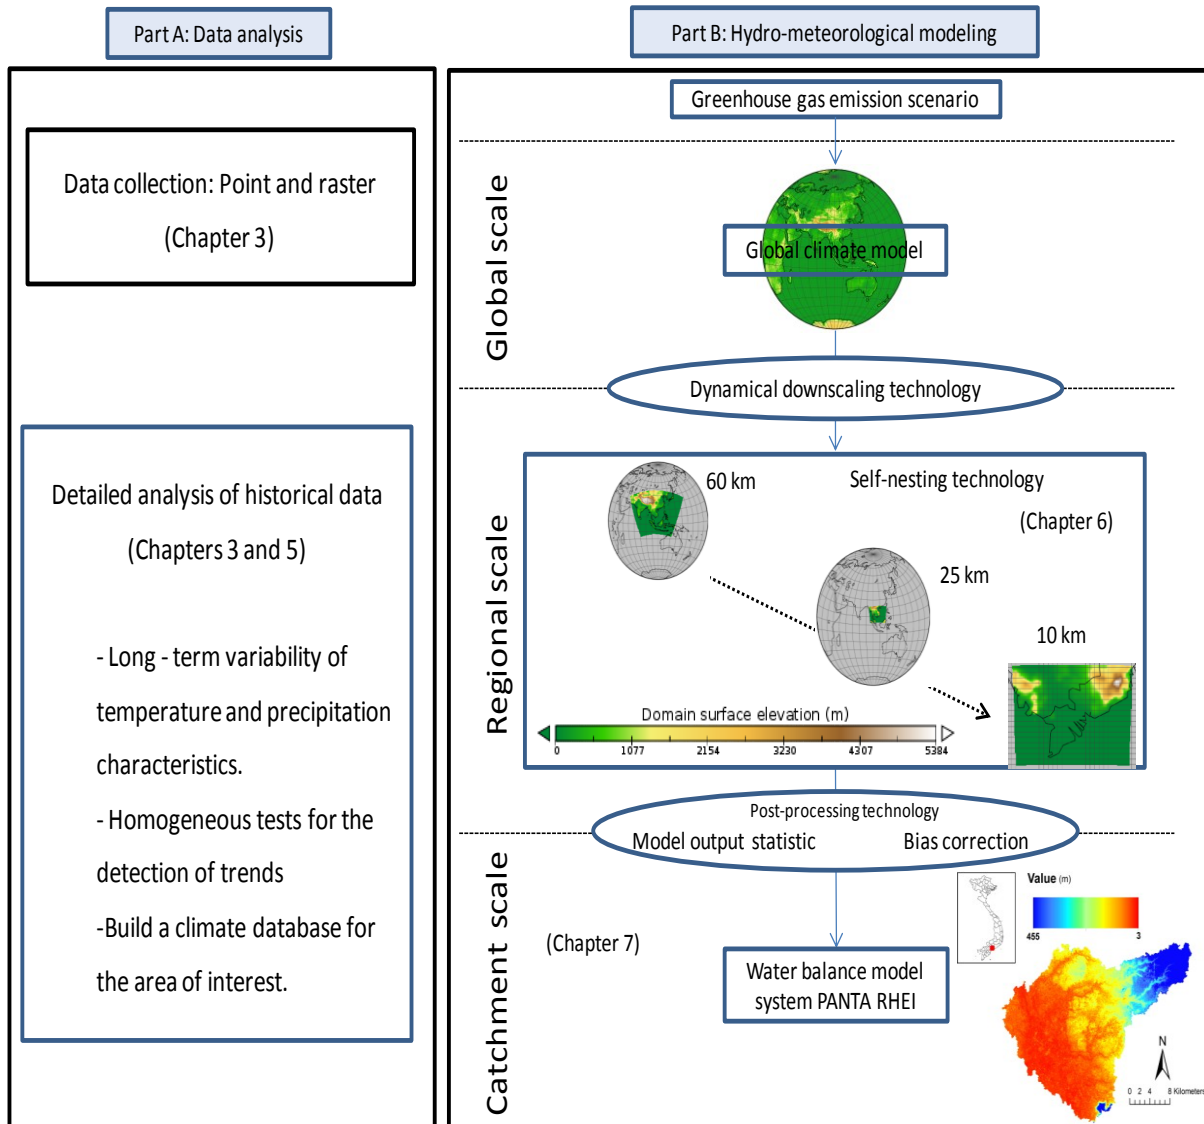 Part A: Data analysis
Data collection: Point and raster
(Chapter 3)
Detailed analysis of historical data
(Chapters 3 and 5)
- Long - term variability of
temperature and precipitation
characteristics.
- Homogeneous tests for the
detection of trends
-Build a climate database for
the area of interest.
Part B: Hydro-meteorological modeling
Greenhouse gas emission scenario
Global scale
Global climate model
Dynamical downscaling technology
Regional scale
60 km
Self-nesting technology
(Chapter 6)
25 km
10 km
Domain surface elevation (m)
0 1077 2154 3230 4307 5384
Post-processing technology
Model output statistic Bias correction
Catchment scale
(Chapter 7)
Water balance model
system PANTA RHEI
Value (m)
455 3
N
0 2 4 8 Kilometers